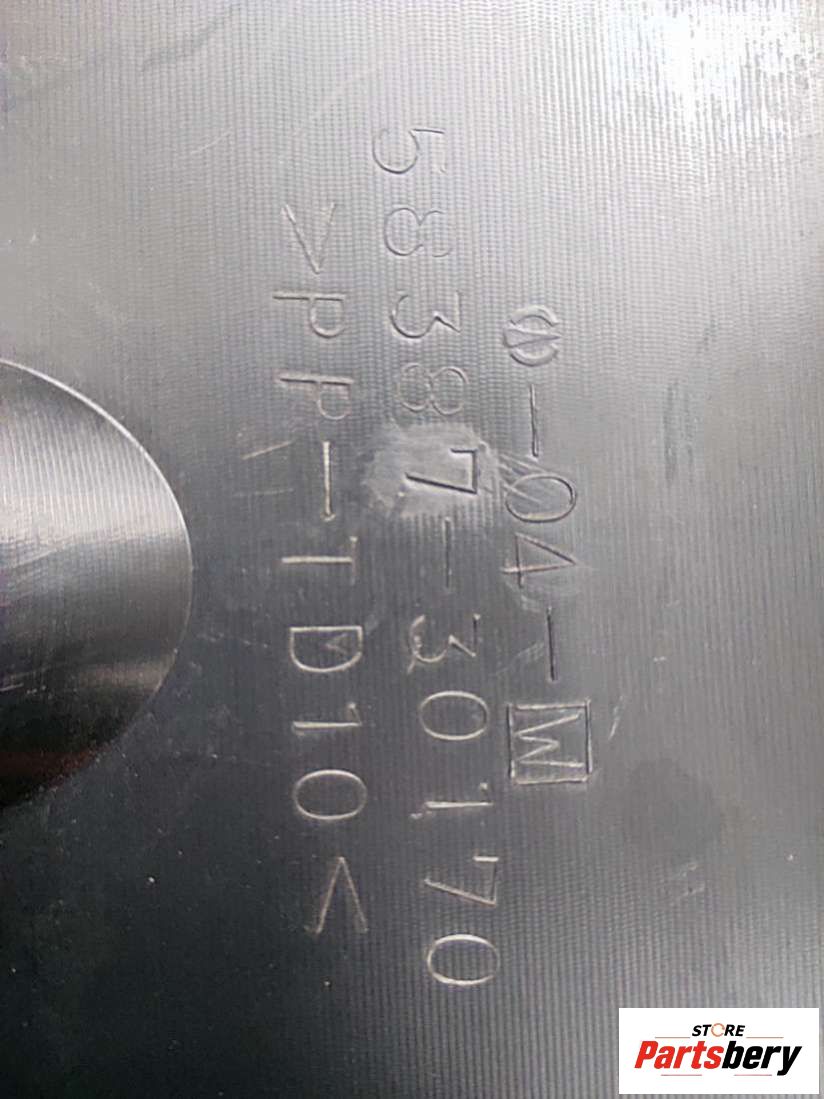 -04-W
58387-30170
>PP-TD10<
STORE
Partsbery